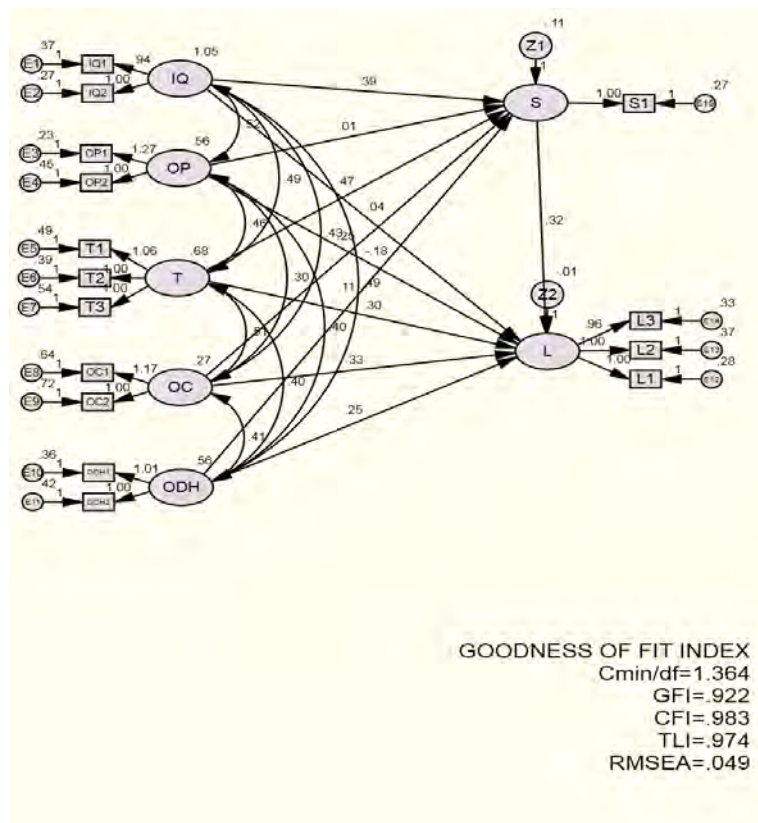 .11
.37
1
IQ1
.94
1.05
E1
.27
1
IQ2
1.00
E2
IQ
Z1
1
.39
S
1.00
S1
1
.27
.23
1
OP1
1.27
.56
E3
.45
1
OP2
1.00
E4
OP
.01
.49
.47
.04
.46
.49
1
T1
1.06
.68
E5
.39
1
T2
1.00
E6
.54
1
T3
1.00
E7
T
-.18
.32
.30
.11
.49
.30
-.01
Z2
1
L
.96
L3
1
.33
1.00
L2
1
.37
1.00
L1
1
.28
.64
1
OC1
1.17
.27
E8
.72
1
OC2
1.00
E9
OC
.40
.33
.40
.25
.41
.36
1
ODH1
1.01
.56
E10
.42
1
ODH2
1.00
E11
ODH
GOODNESS OF FIT INDEX
Cmin/df=1.364
GFI=.922
CFI=.983
TLI=.974
RMSEA=.049